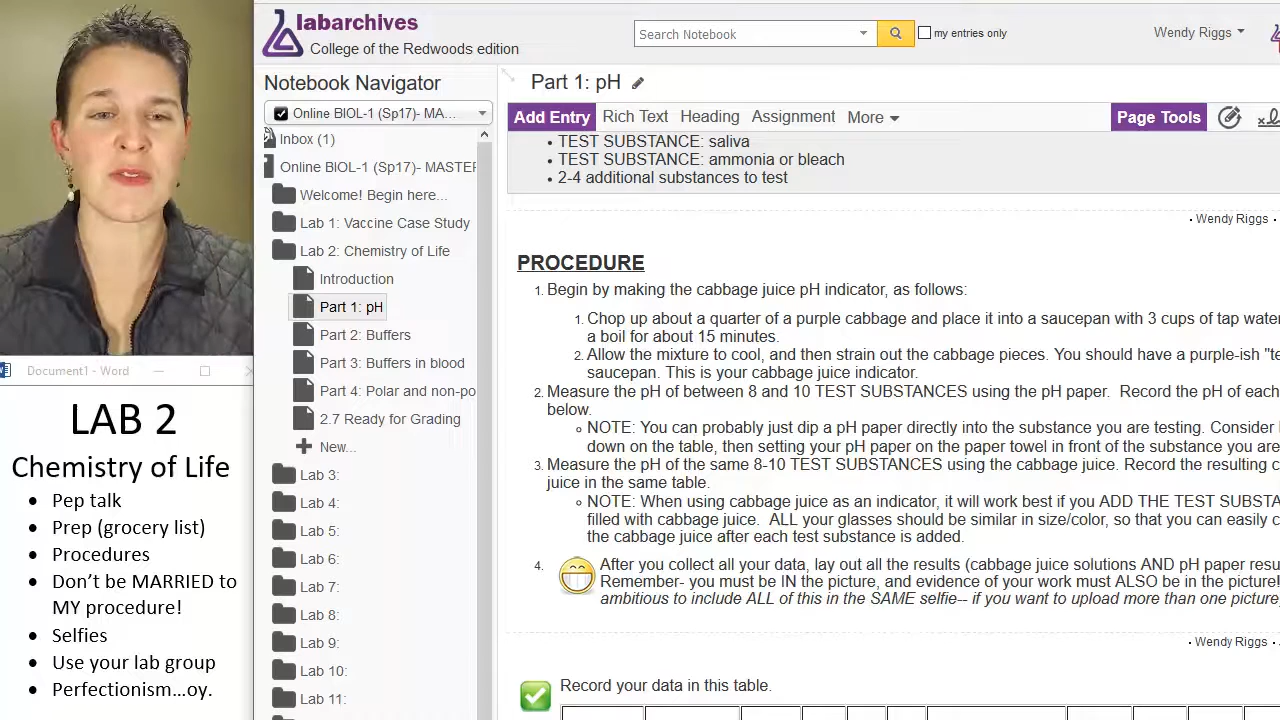 labarchives
College of the Redwoods edition
Search Notebook
my entries only
Wendy Riggs
Notebook Navigator
Online BIOL-1 (Sp17)- MA...
Inbox (1)
Online BIOL-1 (Sp17)- MASTER
Welcome! Begin here...
Lab 1: Vaccine Case Study
Lab 2: Chemistry of Life
Introduction
Part 1: pH
Part 2: Buffers
Part 3: Buffers in blood
Part 4: Polar and non-po
2.7 Ready for Grading
New...
Lab 3:
Lab 4:
Lab 5:
Lab 6:
Lab 7:
Lab 8:
Lab 9:
Lab 10:
Lab 11:
Part 1: pH
Add Entry Rich Text Heading Assignment More Page Tools
• TEST SUBSTANCE: saliva
• TEST SUBSTANCE: ammonia or bleach
• 2-4 additional substances to test
• Wendy Riggs •
PROCEDURE
1. Begin by making the cabbage juice pH indicator, as follows:
1. Chop up about a quarter of a purple cabbage and place it into a saucepan with 3 cups of tap water
a boil for about 15 minutes.
2. Allow the mixture to cool, and then strain out the cabbage pieces. You should have a purple-ish "te
saucepan. This is your cabbage juice indicator.
2. Measure the pH of between 8 and 10 TEST SUBSTANCES using the pH paper. Record the pH of each
below.
NOTE: You can probably just dip a pH paper directly into the substance you are testing. Consider
down on the table, then setting your pH paper on the paper towel in front of the substance you are
3. Measure the pH of the same 8-10 TEST SUBSTANCES using the cabbage juice. Record the resulting c
juice in the same table.
NOTE: When using cabbage juice as an indicator, it will work best if you ADD THE TEST SUBSTA
filled with cabbage juice. ALL your glasses should be similar in size/color, so that you can easily c
the cabbage juice after each test substance is added.
4. After you collect all your data, lay out all the results (cabbage juice solutions AND pH paper resu
Remember- you must be IN the picture, and evidence of your work must ALSO be in the picture!
ambitious to include ALL of this in the SAME selfie-- if you want to upload more than one picture,
• Wendy Riggs •
Record your data in this table.
Document1 - Word
LAB 2
Chemistry of Life
• Pep talk
• Prep (grocery list)
• Procedures
• Don't be MARRIED to
MY procedure!
• Selfies
• Use your lab group
• Perfectionism...oy.